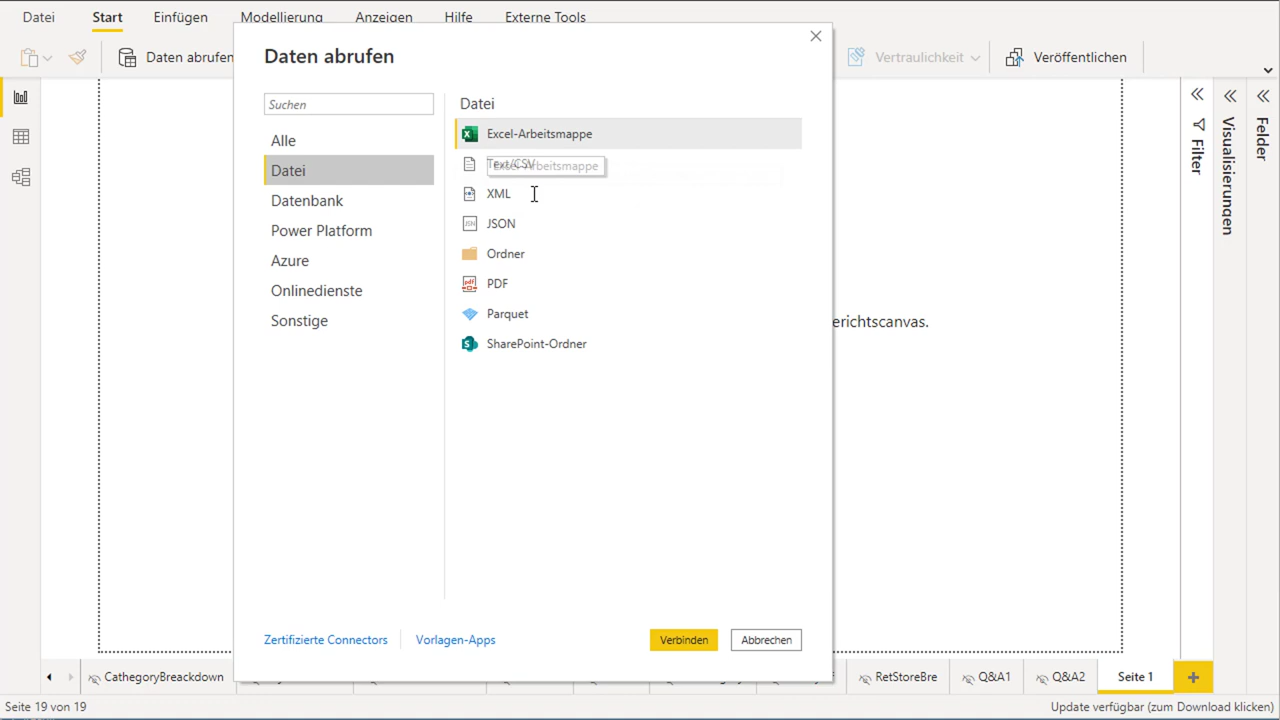 Datei Start Einfügen Modellierung Anzeigen Hilfe Externe Tools
Daten abrufen
Vertraulichkeit
Veröffentlichen
Daten abrufen
Suchen
Alle
Datei
Datenbank
Power Platform
Azure
Onlinedienste
Sonstige
Datei
Excel-Arbeitsmappe
Text/CSV
Excel-Arbeitsmappe
XML
JSON
Ordner
PDF
Parquet
SharePoint-Ordner
Zertifizierte Connectors
Vorlagen-Apps
Verbinden
Abbrechen
erichtscanvas.
Filter
Visualisierungen
Felder
CathegoryBreackdown
RetStoreBre
Q&A1
Q&A2
Seite 1
Seite 19 von 19
Update verfügbar (zum Download klicken)